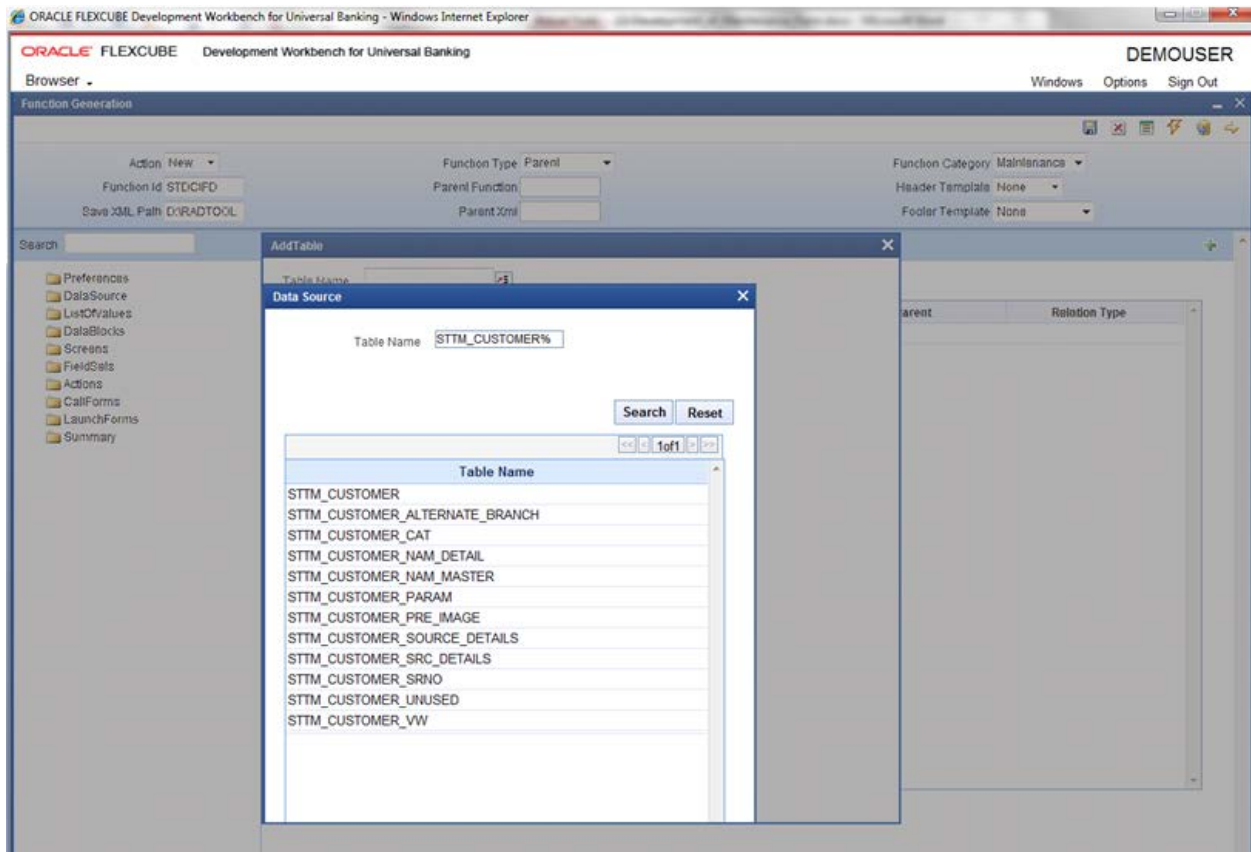 ORACLE FLEXCUBE Development Workbench for Universal Banking - Windows Internet Explorer
ORACLE FLEXCUBE Development Workbench for Universal Banking
DEMOUSER
Browser
Windows Options Sign Out
Function Generation
Action New Function Type Parent Function Category Maintenance
Function Id STDCIFD Parent Function Header Template None
Save XML Path D:\RADTOOL Parent Xml Footer Template None
Search
AddTable
Preferences
DataSource
ListOfValues
DataBlocks
Screens
FieldSets
Actions
CallForms
LaunchForms
Summary
Table Name
arent Relation Type
Data Source
Table Name STTM_CUSTOMER%
Search Reset
<< < 1of1 > >>
Table Name
STTM_CUSTOMER
STTM_CUSTOMER_ALTERNATE_BRANCH
STTM_CUSTOMER_CAT
STTM_CUSTOMER_NAM_DETAIL
STTM_CUSTOMER_NAM_MASTER
STTM_CUSTOMER_PARAM
STTM_CUSTOMER_PRE_IMAGE
STTM_CUSTOMER_SOURCE_DETAILS
STTM_CUSTOMER_SRC_DETAILS
STTM_CUSTOMER_SRNO
STTM_CUSTOMER_UNUSED
STTM_CUSTOMER_VW